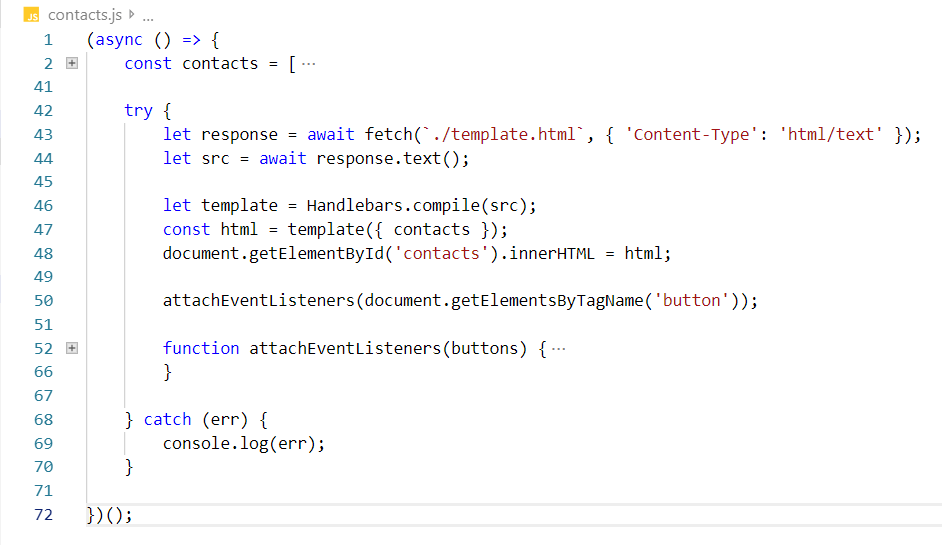 JS contacts.js ...
1 (async () => {
2 const contacts = [ ...
41
42 try {
43 let response = await fetch(`./template.html`, { 'Content-Type': 'html/text' });
44 let src = await response.text();
45
46 let template = Handlebars.compile(src);
47 const html = template({ contacts });
48 document.getElementById('contacts').innerHTML = html;
49
50 attachEventListeners(document.getElementsByTagName('button'));
51
52 function attachEventListeners(buttons) { ...
66 }
67
68 } catch (err) {
69 console.log(err);
70 }
71
72 })();